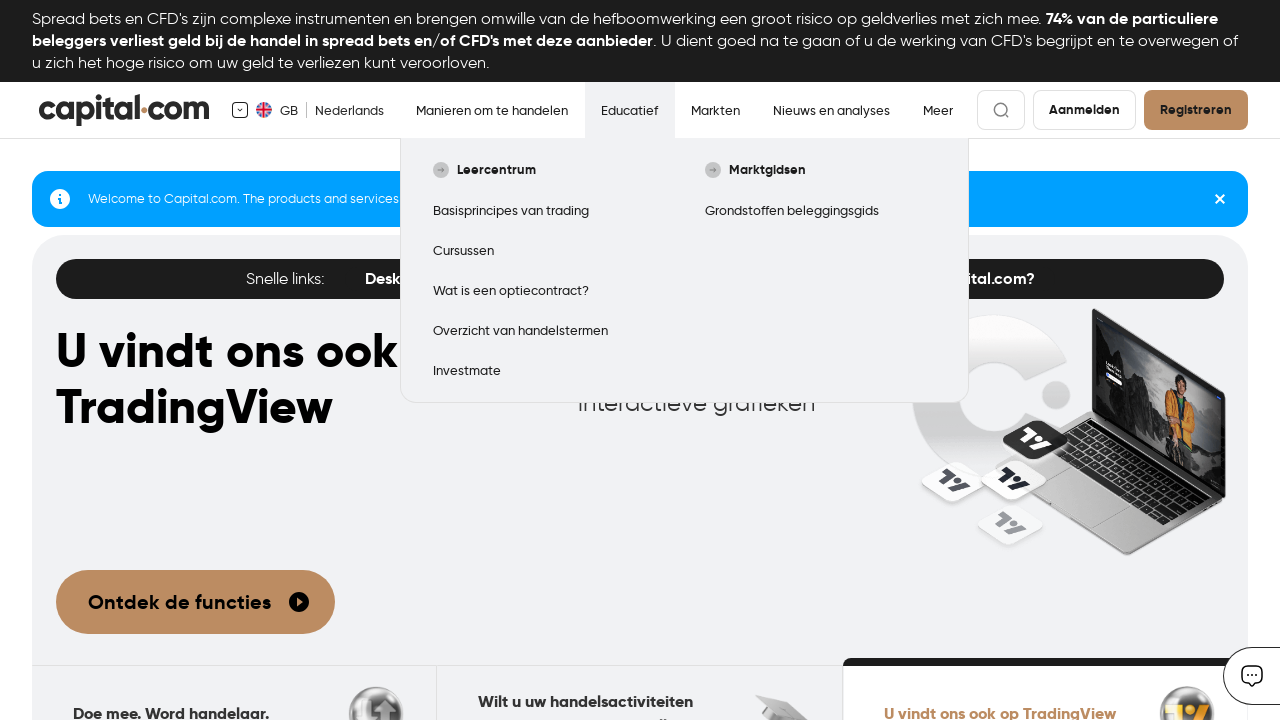 Spread bets en CFD's zijn complexe instrumenten en brengen omwille van de hefboomwerking een groot risico op geldverlies met zich mee. 74% van de particuliere
beleggers verliest geld bij de handel in spread bets en/of CFD's met deze aanbieder. U dient goed na te gaan of u de werking van CFD's begrijpt en te overwegen of
u zich het hoge risico om uw geld te verliezen kunt veroorloven.
capital.com GB Nederlands Manieren om te handelen Educatief Markten Nieuws en analyses Meer Aanmelden Registreren
Leercentrum
Basisprincipes van trading
Cursussen
Wat is een optiecontract?
Overzicht van handelstermen
Investmate
Marktgidsen
Grondstoffen beleggingsgids
Welcome to Capital.com. The products and services
Snelle links:
U vindt ons ook
TradingView
interactieve grafieken
Ontdek de functies
Doe mee. Word handelaar.
Wilt u uw handelsactiviteiten
U vindt ons ook op TradingView